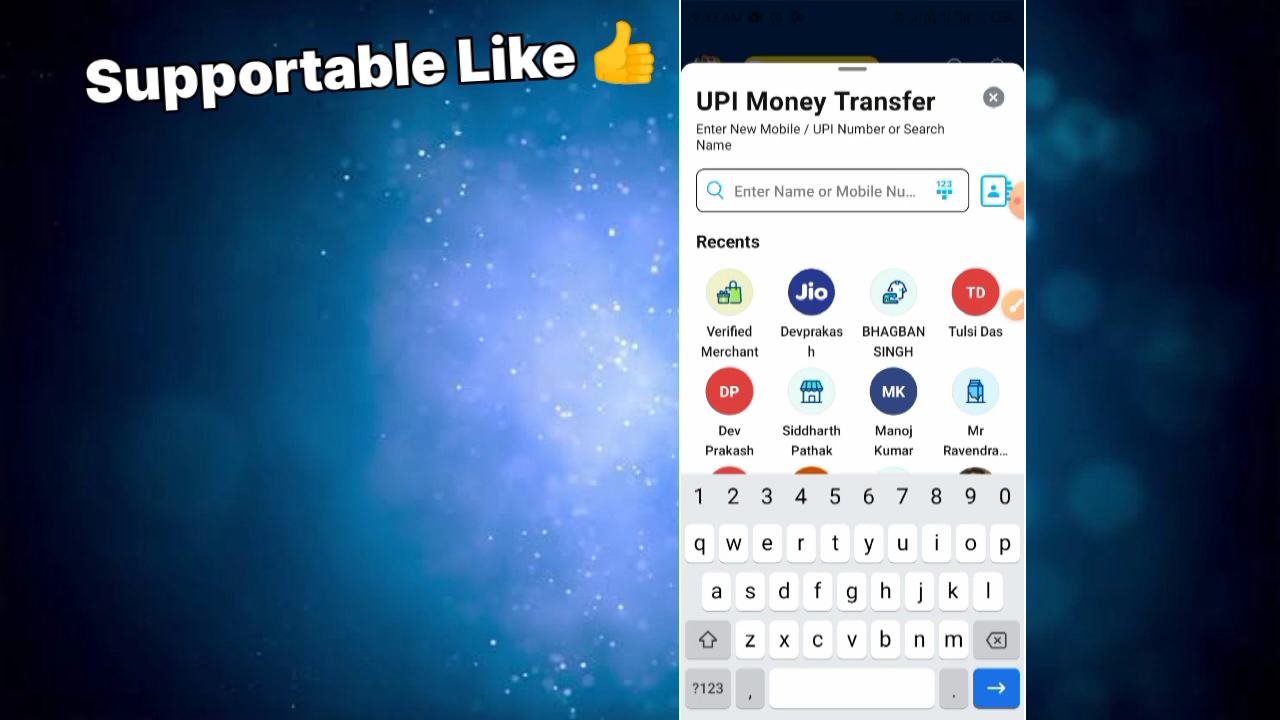 Supportable Like 👍
UPI Money Transfer
Enter New Mobile / UPI Number or Search
Name
Enter Name or Mobile Nu...
123
Recents
Jio
TD
Verified Devprakas BHAGBAN Tulsi Das
Merchant h SINGH
DP MK
Dev Siddharth Manoj Mr
Prakash Pathak Kumar Ravendra...
1 2 3 4 5 6 7 8 9 0
q w e r t y u i o p
a s d f g h j k l
z x c v b n m
?123 , .